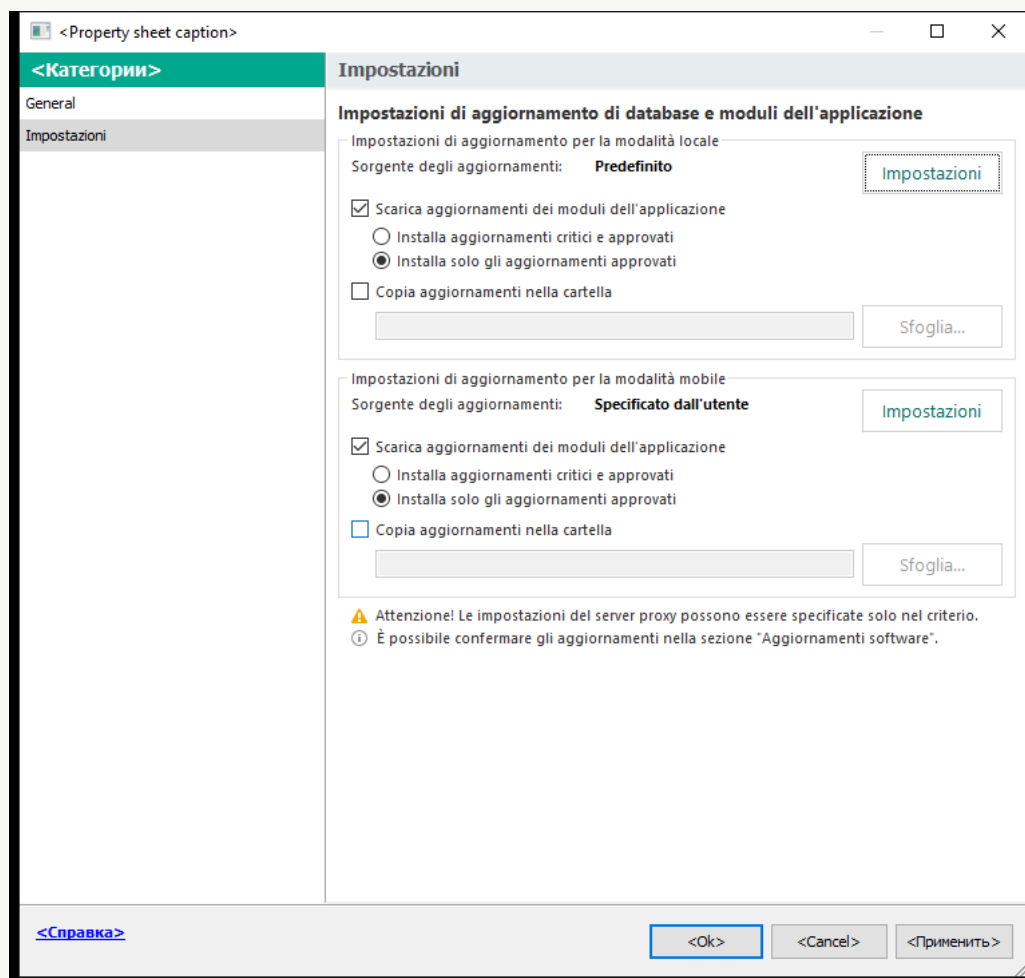 <Property sheet caption>
<Категории>
General
Impostazioni
Impostazioni
Impostazioni di aggiornamento di database e moduli dell'applicazione
Impostazioni di aggiornamento per la modalità locale
Sorgente degli aggiornamenti: Predefinito
Impostazioni
Scarica aggiornamenti dei moduli dell'applicazione
Installa aggiornamenti critici e approvati
Installa solo gli aggiornamenti approvati
Copia aggiornamenti nella cartella
Sfoglia...
Impostazioni di aggiornamento per la modalità mobile
Sorgente degli aggiornamenti: Specificato dall'utente
Impostazioni
Scarica aggiornamenti dei moduli dell'applicazione
Installa aggiornamenti critici e approvati
Installa solo gli aggiornamenti approvati
Copia aggiornamenti nella cartella
Sfoglia...
Attenzione! Le impostazioni del server proxy possono essere specificate solo nel criterio.
È possibile confermare gli aggiornamenti nella sezione "Aggiornamenti software".
<Справка>
<Ok> <Cancel> <Применить>